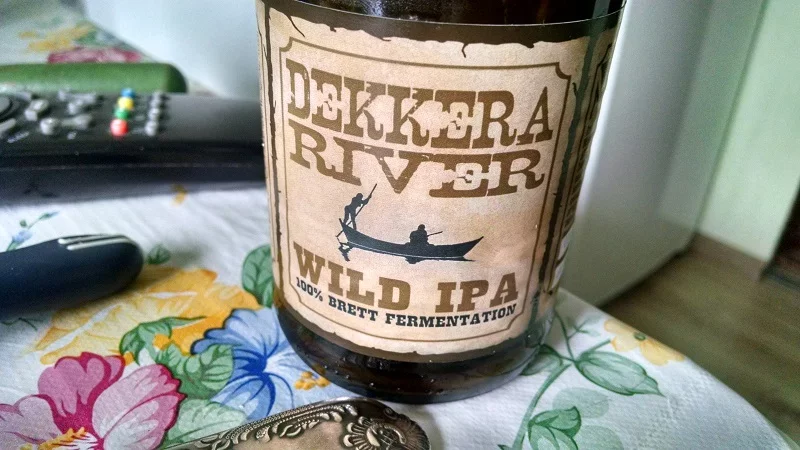 DEKKERA
RIVER
WILD IPA
100% BRETT FERMENTATION